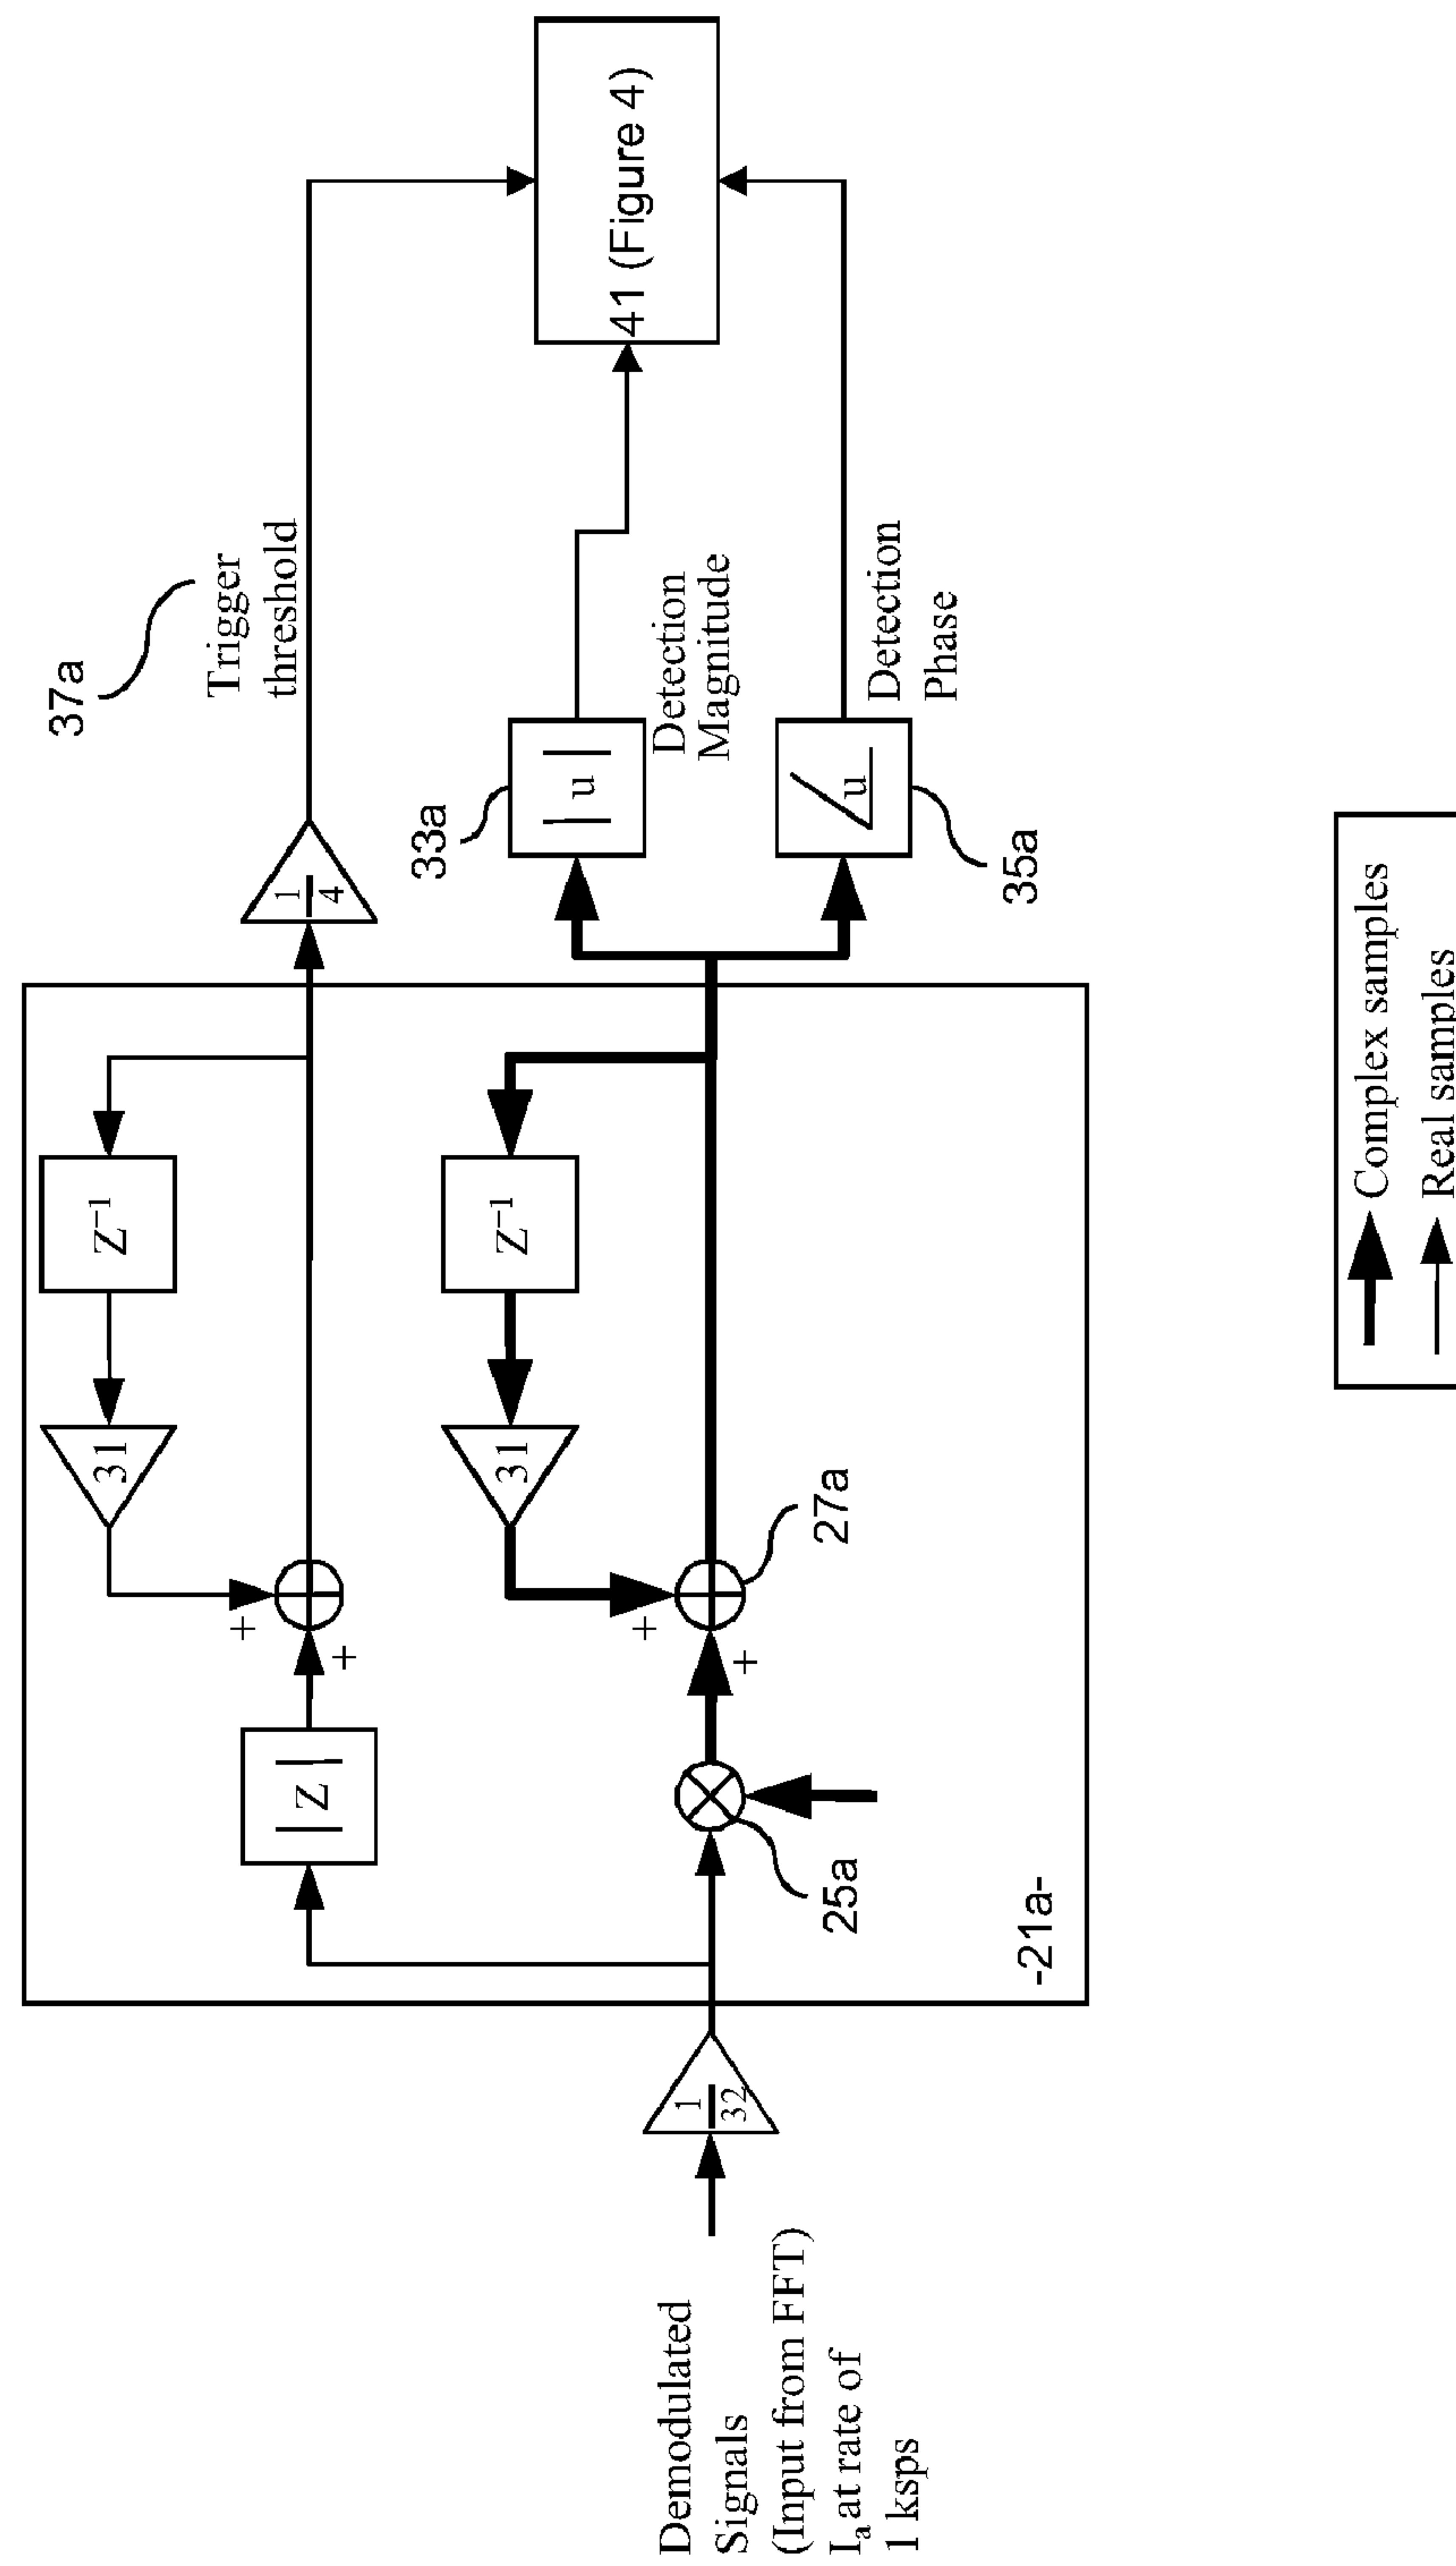 Demodulated
Signals
(Input from FFT)
Ia at rate of
1 ksps
1
32
-21a-
|Z|
+
+
31
Z−1
25a
+
+
27a
31
Z−1
1
4
37a
Trigger
threshold
33a
|u|
Detection
Magnitude
u
35a
Detection
Phase
41 (Figure 4)
Complex samples
Real samples